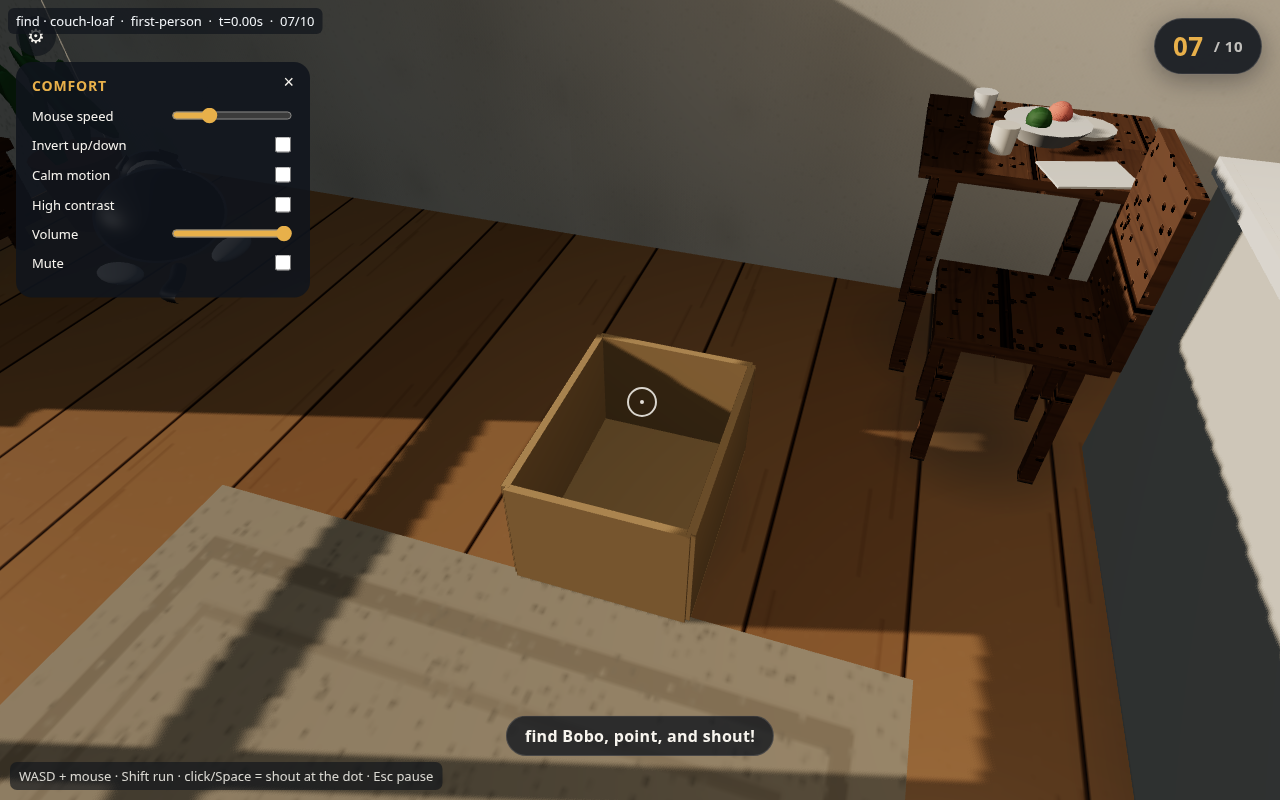 find · couch-loaf · first-person · t=0.00s · 07/10
07 / 10
COMFORT ×
Mouse speed
Invert up/down
Calm motion
High contrast
Volume
Mute
find Bobo, point, and shout!
WASD + mouse · Shift run · click/Space = shout at the dot · Esc pause